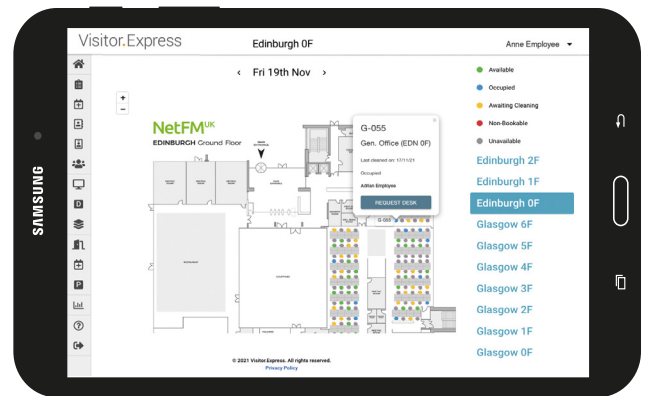 Visitor.Express
Edinburgh 0F
Anne Employee
‹ Fri 19th Nov ›
+
−
NetFM UK
EDINBURGH Ground Floor
G-055
Gen. Office (EDN 0F)
Last cleaned on: 17/11/21
Occupied
Adrian Employee
REQUEST DESK
G-055
RESTAURANT
COURTYARD
Available
Occupied
Awaiting Cleaning
Non-Bookable
Unavailable
Edinburgh 2F
Edinburgh 1F
Edinburgh 0F
Glasgow 6F
Glasgow 5F
Glasgow 4F
Glasgow 3F
Glasgow 2F
Glasgow 1F
Glasgow 0F
© 2021 Visitor.Express. All rights reserved.
Privacy Policy
SAMSUNG